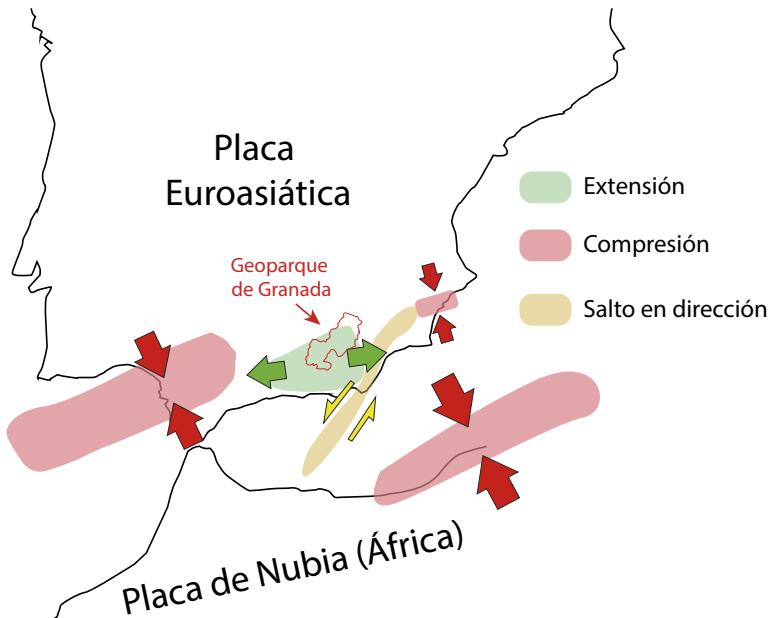 Placa
Euroasiática
Geoparque
de Granada
Extensión
Compresión
Salto en dirección
Placa de Nubia (África)